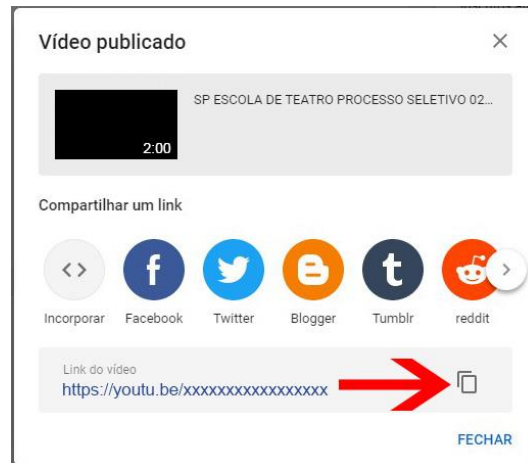 Vídeo publicado
SP ESCOLA DE TEATRO PROCESSO SELETIVO 02...
2:00
Compartilhar um link
Incorporar Facebook Twitter Blogger Tumblr reddit
Link do vídeo
https://youtu.be/xxxxxxxxxxxxxxxxx
FECHAR